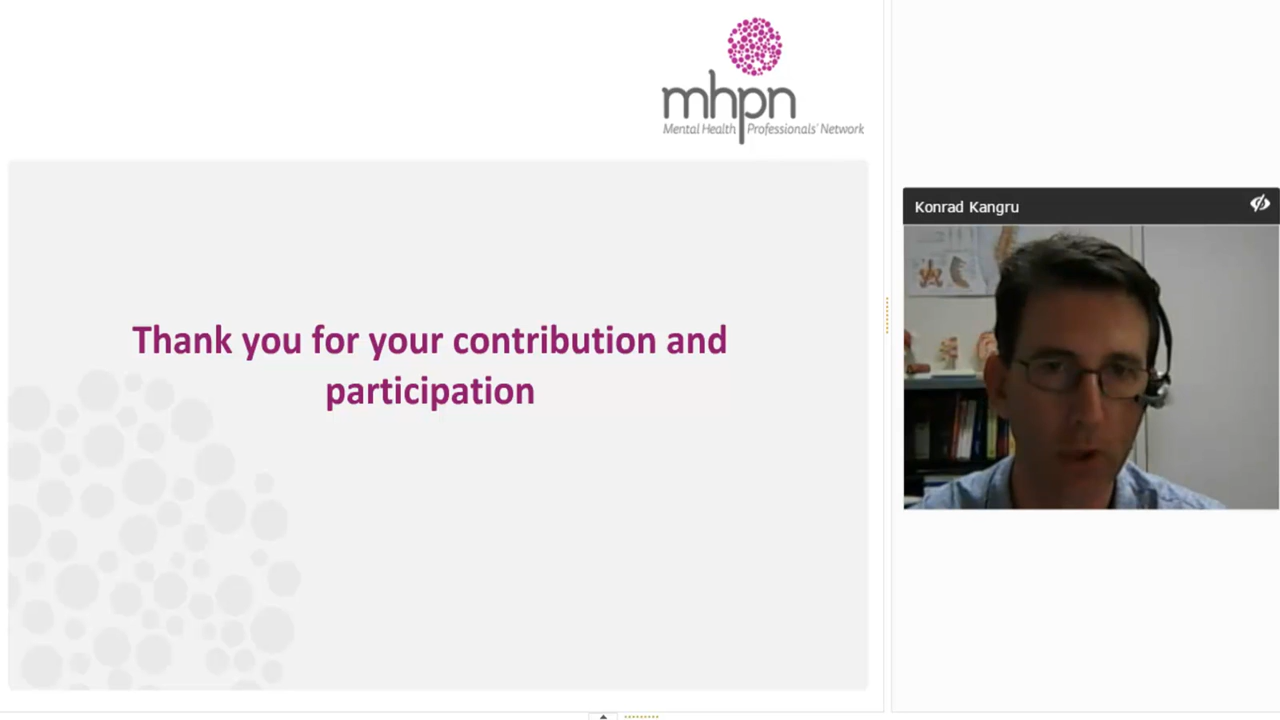 mhpn
Mental Health Professionals' Network
Thank you for your contribution and
participation
Konrad Kangru